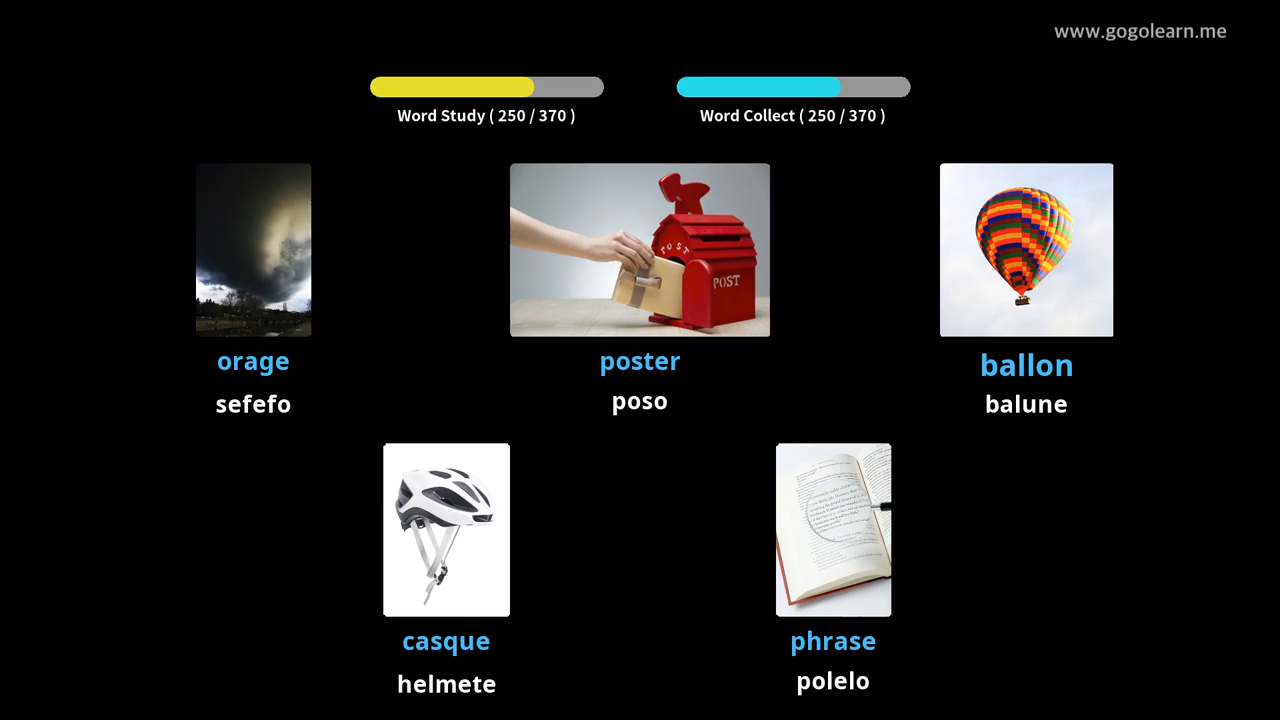 www.gogolearn.me
Word Study ( 250 / 370 )
Word Collect ( 250 / 370 )
POST
POST
orage
sefefo
poster
poso
ballon
balune
casque
helmete
phrase
polelo